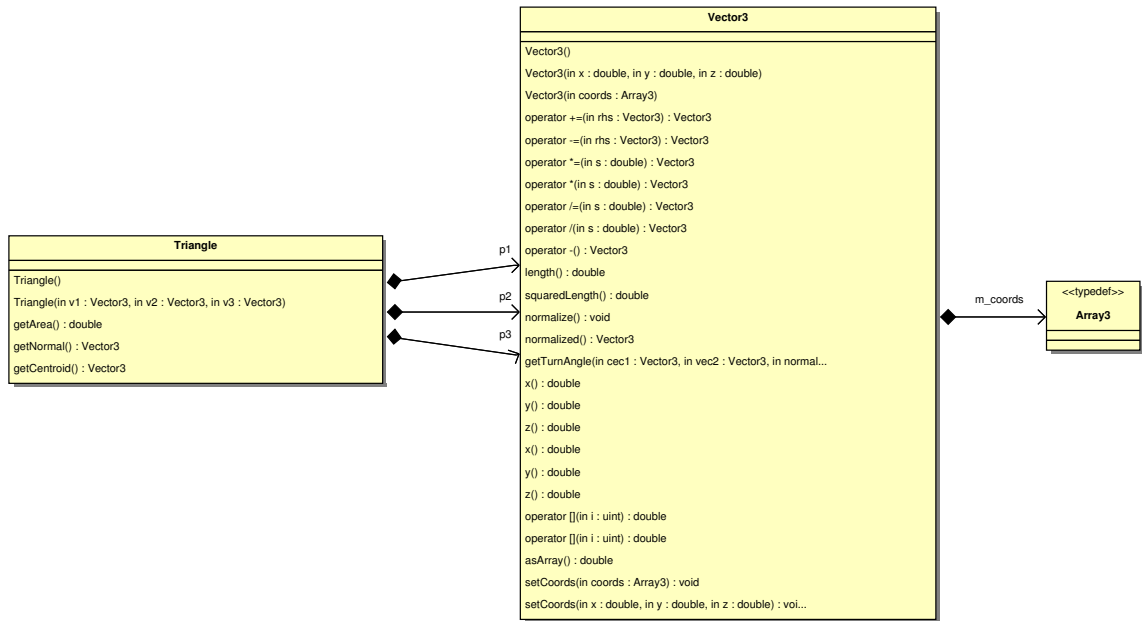 Triangle
Triangle()
Triangle(in v1 : Vector3, in v2 : Vector3, in v3 : Vector3)
getArea() : double
getNormal() : Vector3
getCentroid() : Vector3
p1
p2
p3
Vector3
Vector3()
Vector3(in x : double, in y : double, in z : double)
Vector3(in coords : Array3)
operator +=(in rhs : Vector3) : Vector3
operator -=(in rhs : Vector3) : Vector3
operator *=(in s : double) : Vector3
operator *(in s : double) : Vector3
operator /=(in s : double) : Vector3
operator /(in s : double) : Vector3
operator -() : Vector3
length() : double
squaredLength() : double
normalize() : void
normalized() : Vector3
getTurnAngle(in cec1 : Vector3, in vec2 : Vector3, in normal...
x() : double
y() : double
z() : double
x() : double
y() : double
z() : double
operator [](in i : uint) : double
operator [](in i : uint) : double
asArray() : double
setCoords(in coords : Array3) : void
setCoords(in x : double, in y : double, in z : double) : voi...
m_coords
<<typedef>>
Array3